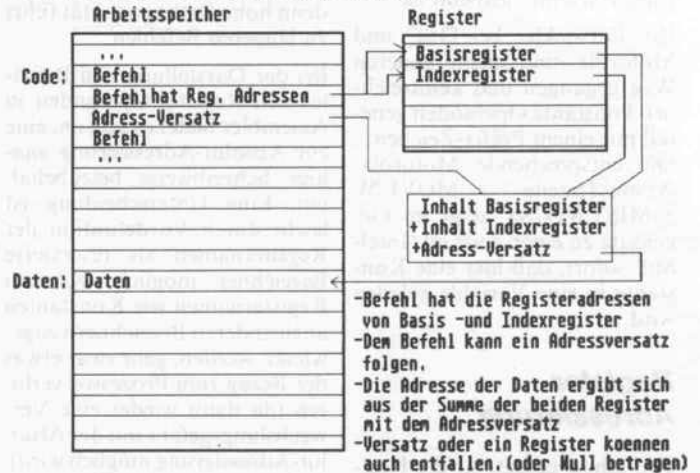 Arbeitsspeicher
Register
...
Code: Befehl
Befehl hat Reg. Adressen
Adress-Versatz
Befehl
...
Basisregister
Indexregister
Inhalt Basisregister
+Inhalt Indexregister
+Adress-Versatz
Daten: Daten
-Befehl hat die Registeradressen
von Basis -und Indexregister
-Dem Befehl kann ein Adressversatz
folgen.
-Die Adresse der Daten ergibt sich
aus der Summe der beiden Register
mit dem Adressversatz
-Versatz oder ein Register koennen
auch entfallen.(oder Null betragen)